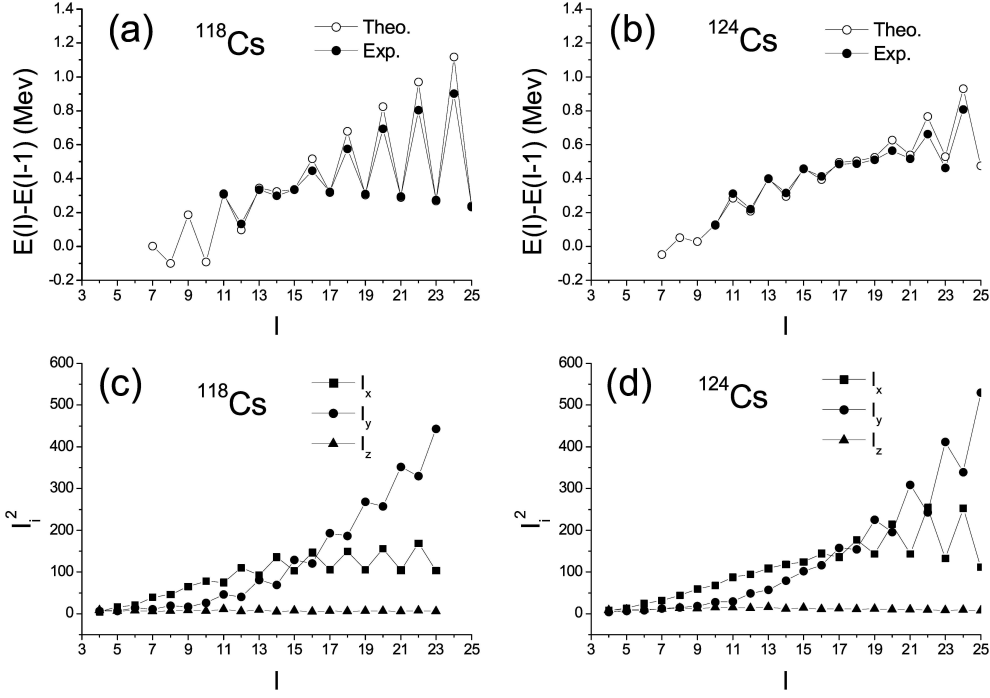 (a)
118Cs
Theo.
Exp.
E(I)-E(I-1) (Mev)
1.4
1.2
1.0
0.8
0.6
0.4
0.2
0.0
-0.2
3 5 7 9 11 13 15 17 19 21 23 25
I
(b)
124Cs
Theo.
Exp.
E(I)-E(I-1) (Mev)
1.4
1.2
1.0
0.8
0.6
0.4
0.2
0.0
-0.2
3 5 7 9 11 13 15 17 19 21 23 25
I
(c)
118Cs
Ix
Iy
Iz
Ii2
600
500
400
300
200
100
0
3 5 7 9 11 13 15 17 19 21 23 25
I
(d)
124Cs
Ix
Iy
Iz
Ii2
600
500
400
300
200
100
0
3 5 7 9 11 13 15 17 19 21 23 25
I